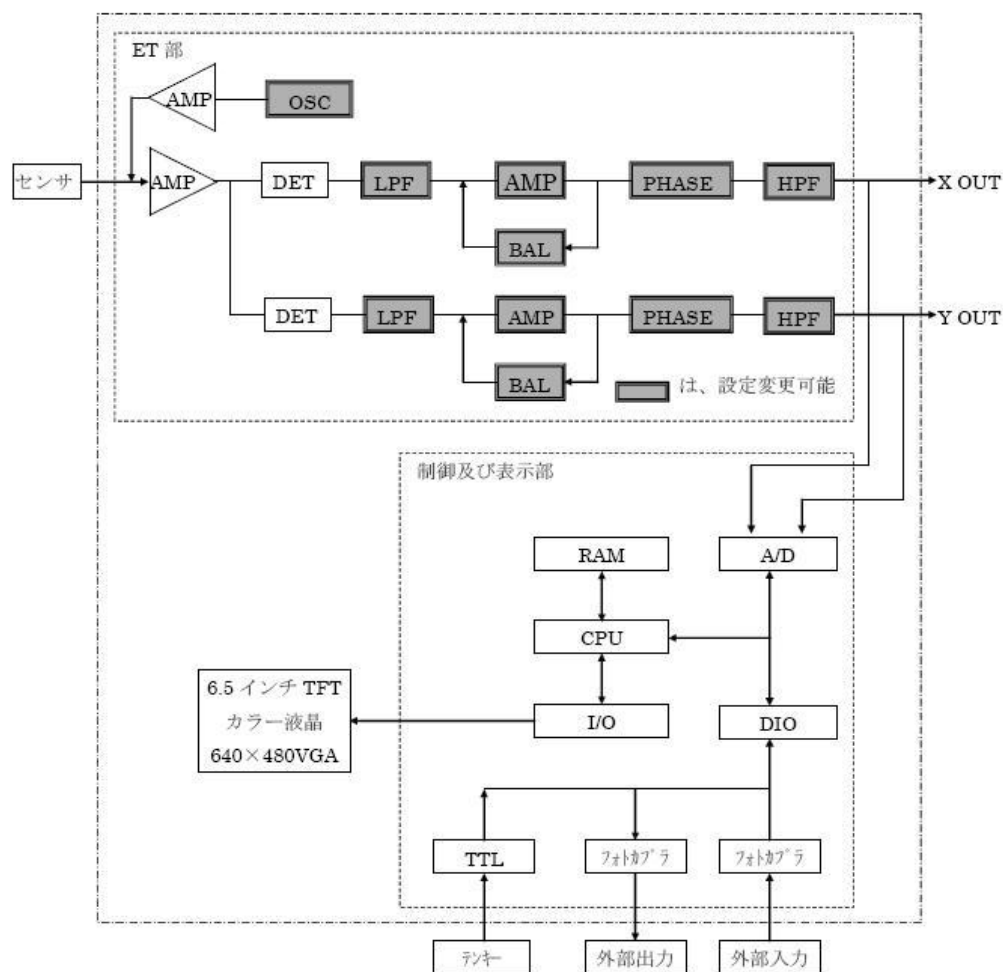 ET 部
AMP
OSC
センサ
AMP
DET
LPF
AMP
PHASE
HPF
X OUT
BAL
DET
LPF
AMP
PHASE
HPF
Y OUT
BAL
は、設定変更可能
制御及び表示部
RAM
A/D
CPU
6.5 インチ TFT
カラー液晶
640×480VGA
I/O
DIO
TTL
フォトカプラ
フォトカプラ
テンキー
外部出力
外部入力